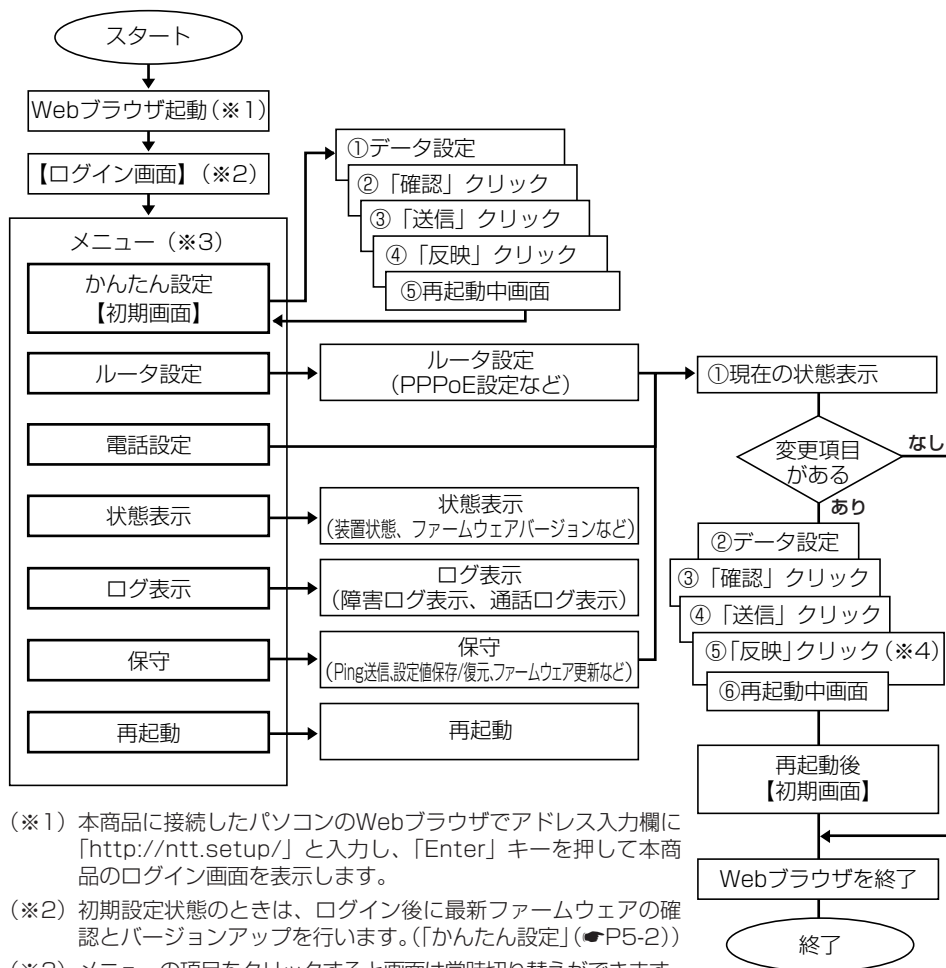 スタート
Webブラウザ起動(※1)
【ログイン画面】(※2)
メニュー(※3)
かんたん設定
【初期画面】
ルータ設定
電話設定
状態表示
ログ表示
保守
再起動
①データ設定
②「確認」クリック
③「送信」クリック
④「反映」クリック
⑤再起動中画面
ルータ設定
(PPPoE設定など)
状態表示
(装置状態、ファームウェアバージョンなど)
ログ表示
(障害ログ表示、通話ログ表示)
保守
(Ping送信、設定値保存/復元、ファームウェア更新など)
再起動
①現在の状態表示
変更項目
がある
なし
あり
②データ設定
③「確認」クリック
④「送信」クリック
⑤「反映」クリック(※4)
⑥再起動中画面
再起動後
【初期画面】
Webブラウザを終了
終了
(※1)本商品に接続したパソコンのWebブラウザでアドレス入力欄に
「http://ntt.setup/」と入力し、「Enter」キーを押して本商
品のログイン画面を表示します。
(※2)初期設定状態のときは、ログイン後に最新ファームウェアの確
認とバージョンアップを行います。(「かんたん設定」(☛P5-2))